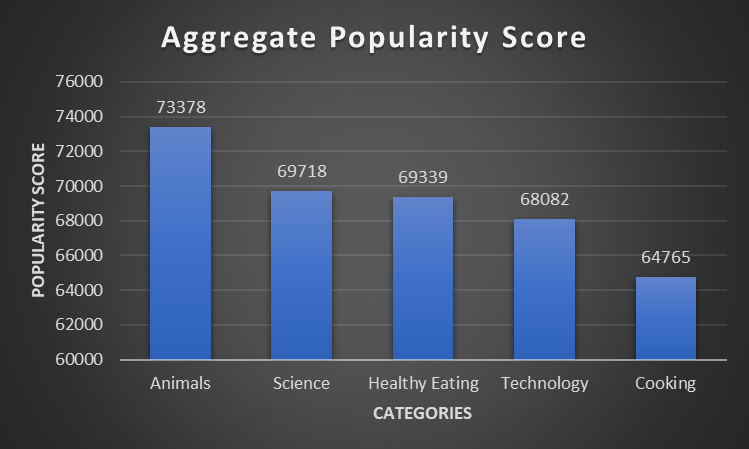 Aggregate Popularity Score
76000
74000
72000
70000
68000
66000
64000
62000
60000
POPULARITY SCORE
73378
69718
69339
68082
64765
Animals
Science
Healthy Eating
Technology
Cooking
CATEGORIES